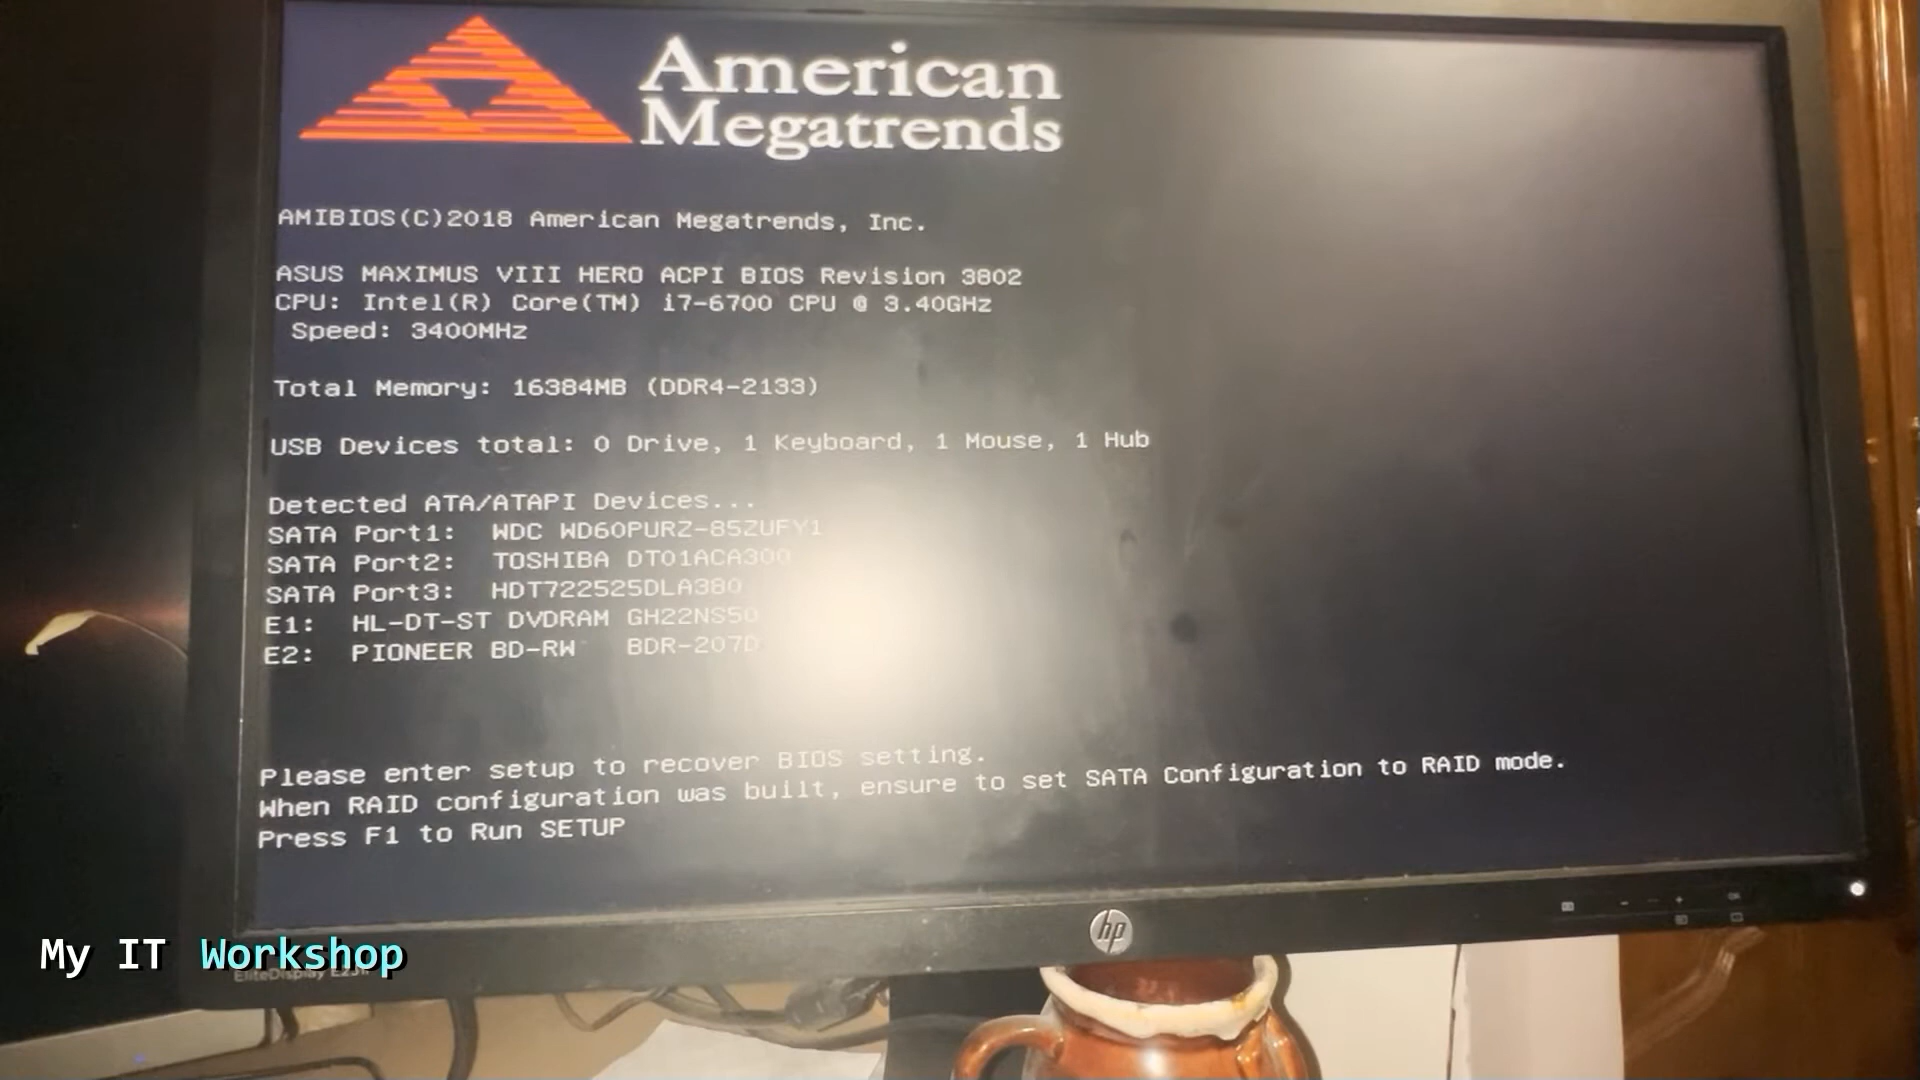 American
Megatrends
AMIBIOS(C)2018 American Megatrends, Inc.
ASUS MAXIMUS VIII HERO ACPI BIOS Revision 3802
CPU: Intel(R) Core(TM) i7-6700 CPU @ 3.40GHz
Speed: 3400MHz
Total Memory: 16384MB (DDR4-2133)
USB Devices total: 0 Drive, 1 Keyboard, 1 Mouse, 1 Hub
Detected ATA/ATAPI Devices...
SATA Port1: WDC WD60PURZ-85ZUFY1
SATA Port2: TOSHIBA DT01ACA300
SATA Port3: HDT722525DLA380
E1: HL-DT-ST DVDRAM GH22NS50
E2: PIONEER BD-RW BDR-207D
Please enter setup to recover BIOS setting.
When RAID configuration was built, ensure to set SATA Configuration to RAID mode.
Press F1 to Run SETUP
hp
My IT Workshop
EliteDisplay